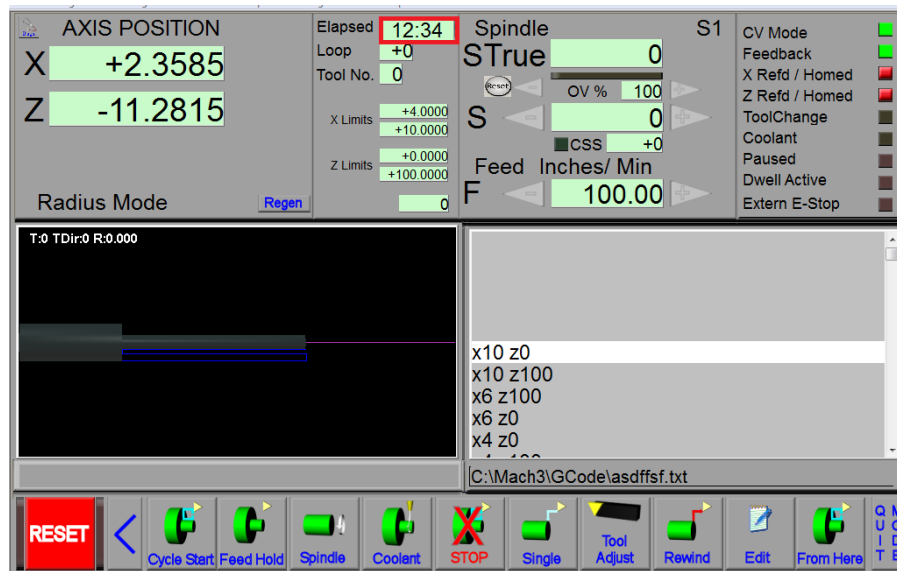 AXIS POSITION
X +2.3585
Z -11.2815
Radius Mode Regen
Elapsed 12:34
Loop +0
Tool No. 0
X Limits +4.0000
+10.0000
Z Limits +0.0000
+100.0000
0
Spindle S1
STrue 0
Reset OV % 100
S 0
CSS +0
Feed Inches/ Min
F 100.00
CV Mode
Feedback
X Refd / Homed
Z Refd / Homed
ToolChange
Coolant
Paused
Dwell Active
Extern E-Stop
T:0 TDir:0 R:0.000
x10 z0
x10 z100
x6 z100
x6 z0
x4 z0
C:\Mach3\GCode\asdffsf.txt
RESET
Cycle Start
Feed Hold
Spindle
Coolant
STOP
Single
Tool
Adjust
Rewind
Edit
From Here
QUIT